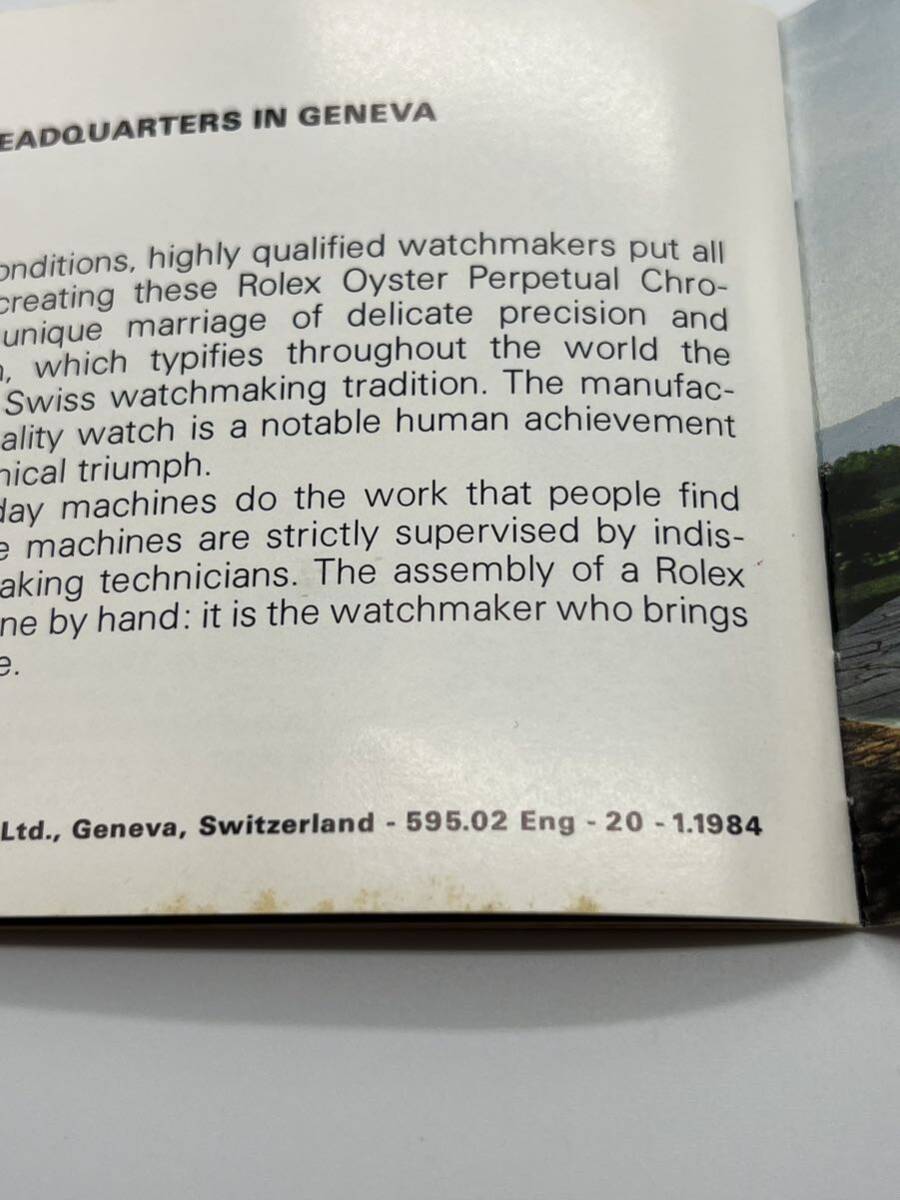 EADQUARTERS IN GENEVA
onditions, highly qualified watchmakers put all
creating these Rolex Oyster Perpetual Chro-
unique marriage of delicate precision and
, which typifies throughout the world the
Swiss watchmaking tradition. The manufac-
ality watch is a notable human achievement
nical triumph.
day machines do the work that people find
e machines are strictly supervised by indis-
aking technicians. The assembly of a Rolex
ne by hand: it is the watchmaker who brings
e.
Ltd., Geneva, Switzerland - 595.02 Eng - 20 - 1.1984